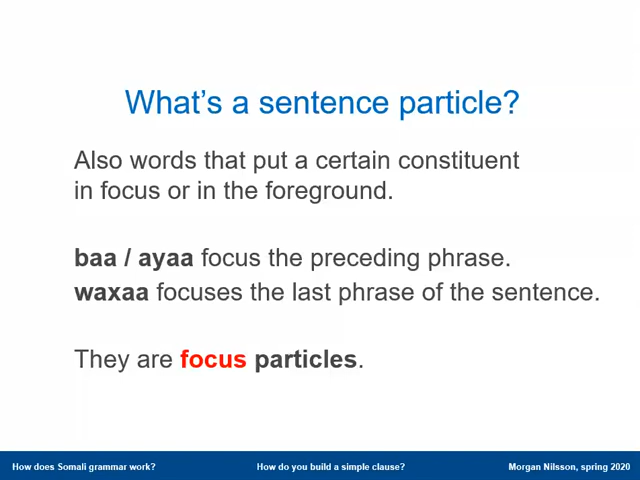 What's a sentence particle?
Also words that put a certain constituent
in focus or in the foreground.
baa / ayaa focus the preceding phrase.
waxaa focuses the last phrase of the sentence.
They are focus particles.
How does Somali grammar work? How do you build a simple clause? Morgan Nilsson, spring 2020